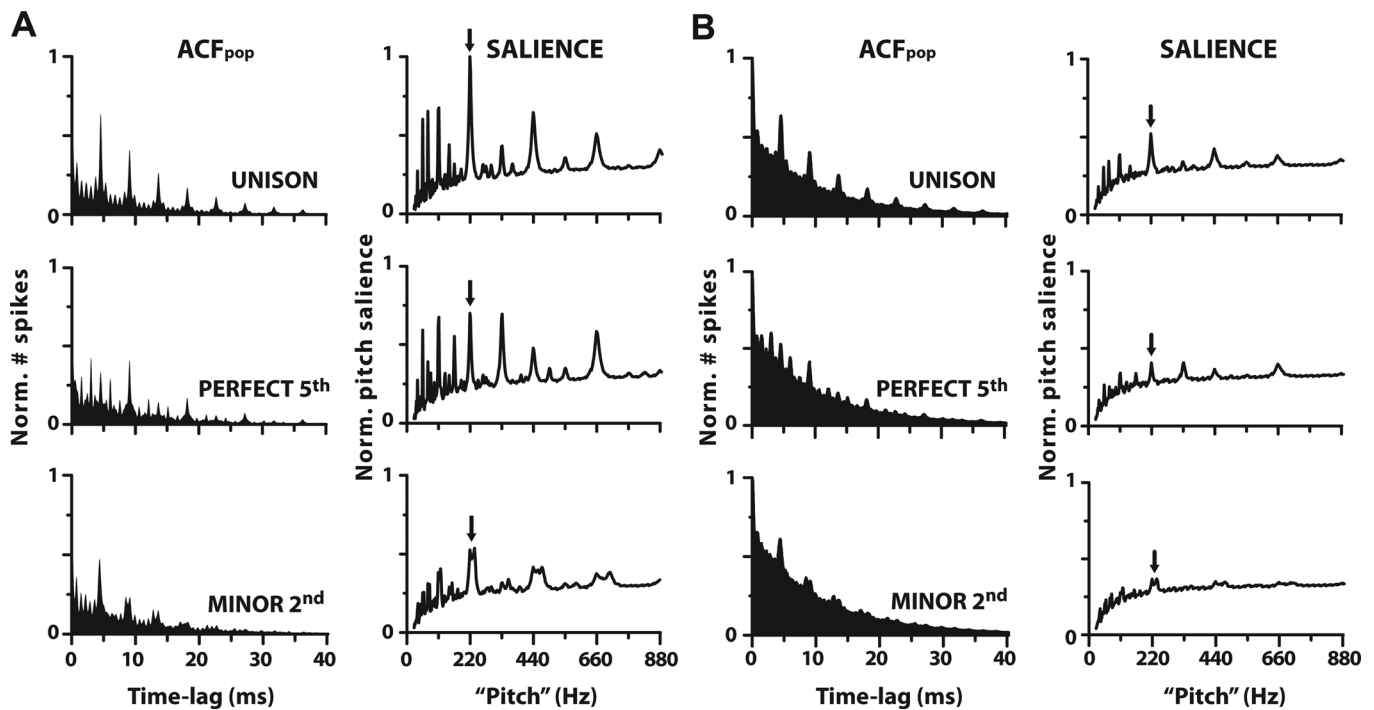 A
B
ACFpop
SALIENCE
ACFpop
SALIENCE
1
0
UNISON
1
0
1
0
UNISON
1
0
Norm. # spikes
Norm. pitch salience
Norm. # spikes
Norm. pitch salience
1
0
PERFECT 5th
1
0
1
0
PERFECT 5th
1
0
1
0
MINOR 2nd
1
0
1
0
MINOR 2nd
1
0
0 10 30 40
0 220 440 660 880
0 10 20 30 40
0 220 440 660 880
Time-lag (ms)
“Pitch” (Hz)
Time-lag (ms)
“Pitch” (Hz)